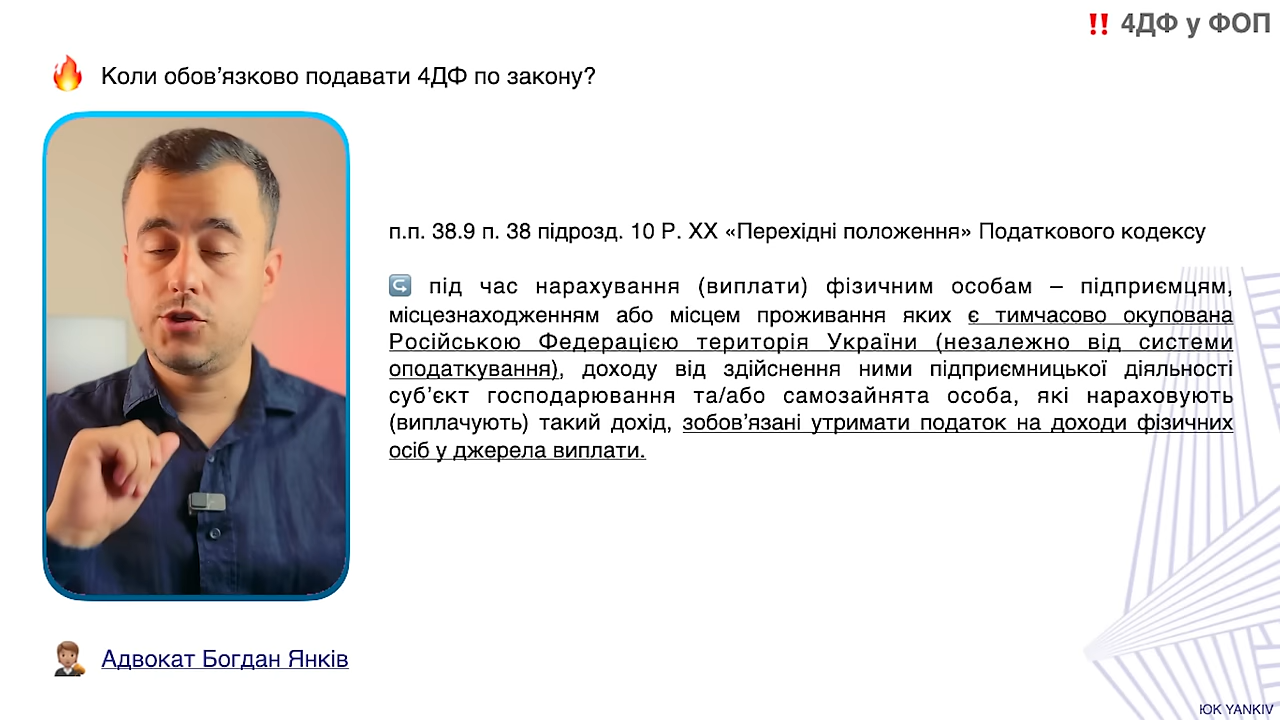 ‼️ 4ДФ у ФОП
🔥 Коли обов’язково подавати 4ДФ по закону?
п.п. 38.9 п. 38 підрозд. 10 Р. XX «Перехідні положення» Податкового кодексу
↪️ під час нарахування (виплати) фізичним особам – підприємцям,
місцезнаходженням або місцем проживання яких є тимчасово окупована
Російською Федерацією територія України (незалежно від системи
оподаткування), доходу від здійснення ними підприємницької діяльності
суб’єкт господарювання та/або самозайнята особа, які нараховують
(виплачують) такий дохід, зобов’язані утримати податок на доходи фізичних
осіб у джерела виплати.
Адвокат Богдан Янків
ЮК YANKIV